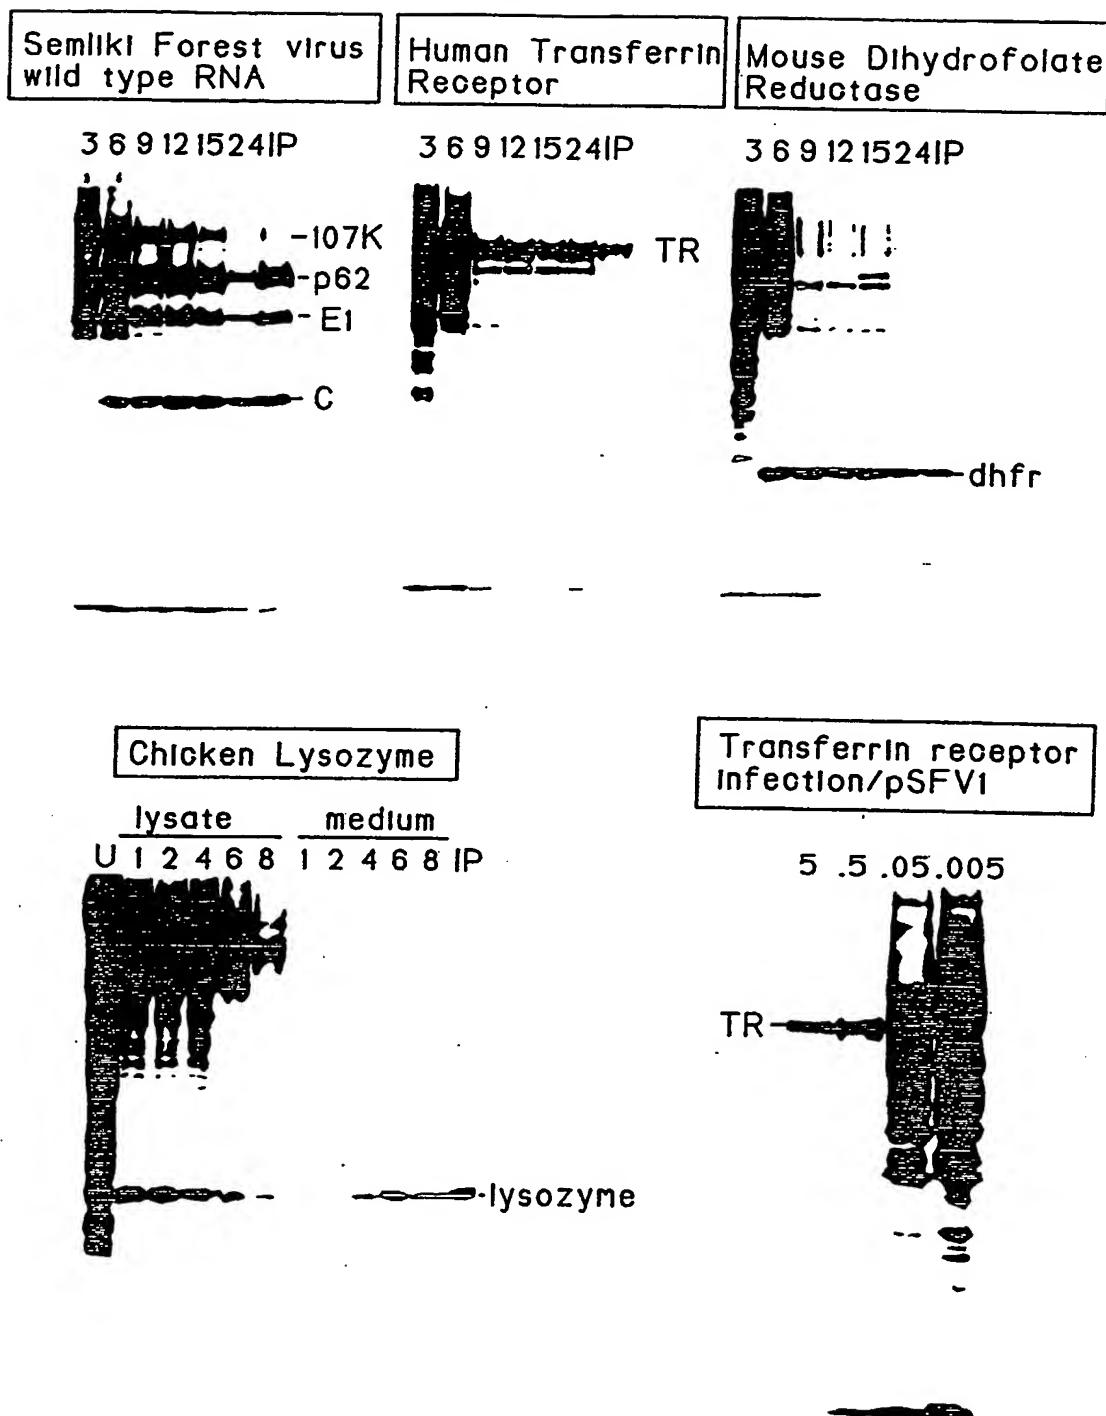 Semliki Forest virus
wild type RNA
Human Transferrin
Receptor
Mouse Dihydrofolate
Reductase
3 6 9 12 15 24 IP
3 6 9 12 15 24 IP
3 6 9 12 15 24 IP
-107K
-p62
-E1
-C
TR
-dhfr
Chicken Lysozyme
Transferrin receptor
infection/pSFV1
lysate medium
U 1 2 4 6 8 1 2 4 6 8 IP
5 .5 .05 .005
TR-
-lysozyme